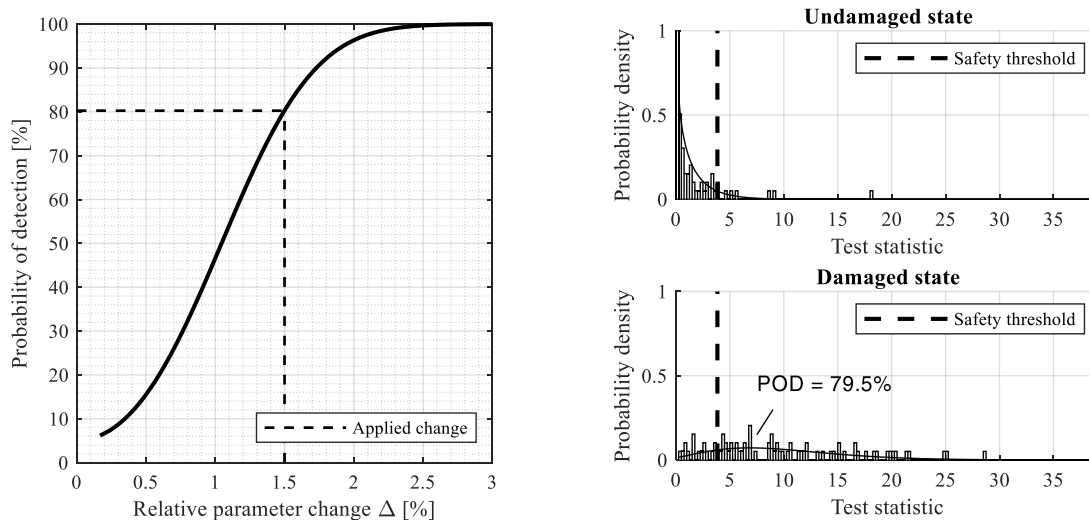 100
90
80
70
60
50
40
30
20
10
0
Probability of detection [%]
0 0.5 1 1.5 2 2.5 3
Relative parameter change Δ [%]
Applied change
Undamaged state
1
0.5
0
Probability density
Safety threshold
0 5 10 15 20 25 30 35
Test statistic
Damaged state
1
0.5
0
Probability density
Safety threshold
POD = 79.5%
0 5 10 15 20 25 30 35
Test statistic